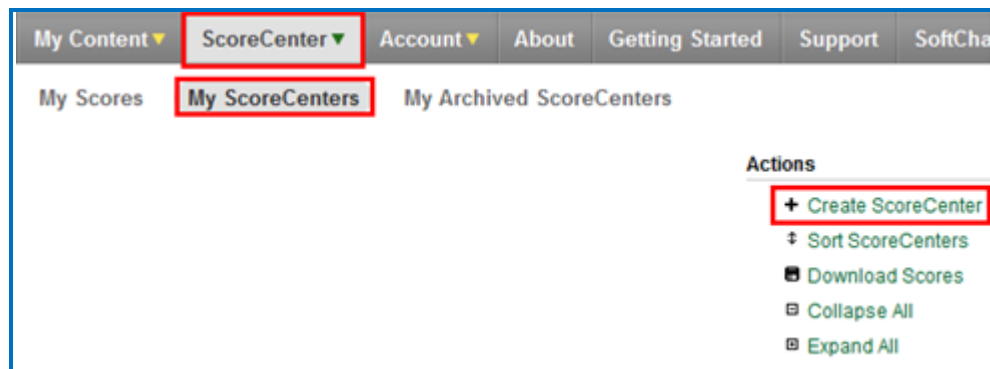 My Content ScoreCenter Account About Getting Started Support SoftCha
My Scores My ScoreCenters My Archived ScoreCenters
Actions
Create ScoreCenter
Sort ScoreCenters
Download Scores
Collapse All
Expand All